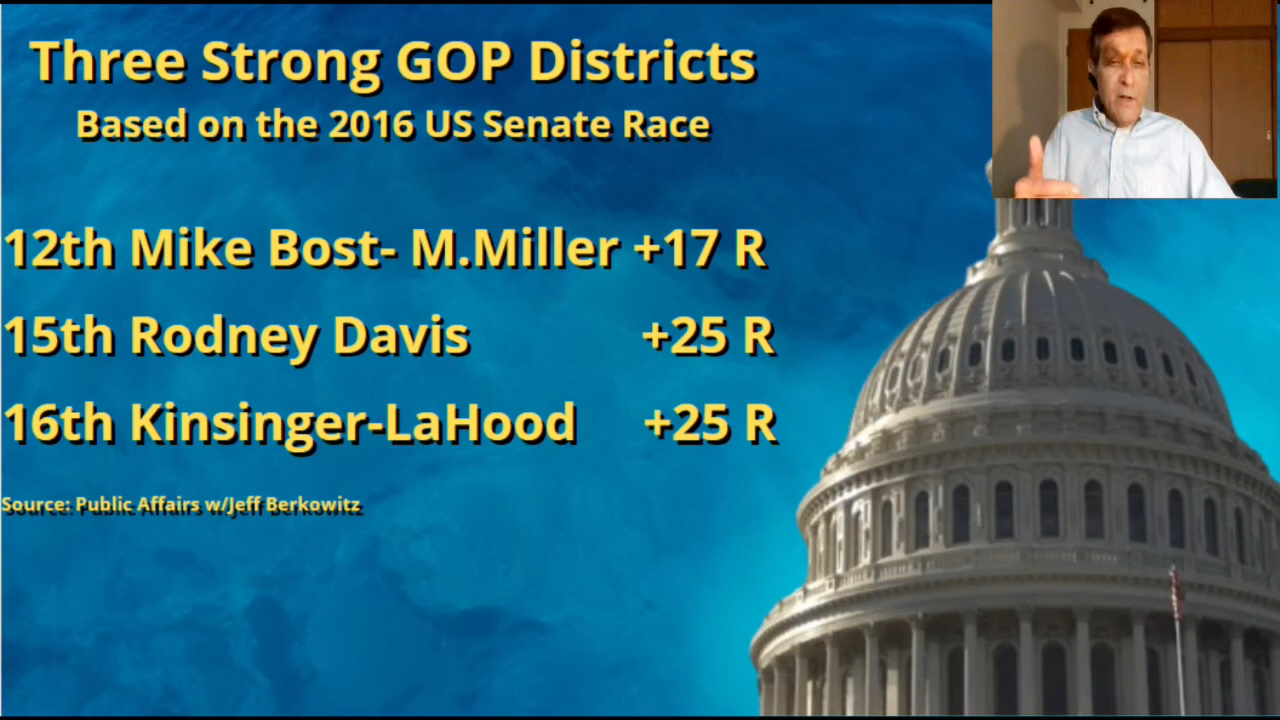 Three Strong GOP Districts
Based on the 2016 US Senate Race
12th Mike Bost- M.Miller +17 R
15th Rodney Davis +25 R
16th Kinsinger-LaHood +25 R
Source: Public Affairs w/Jeff Berkowitz